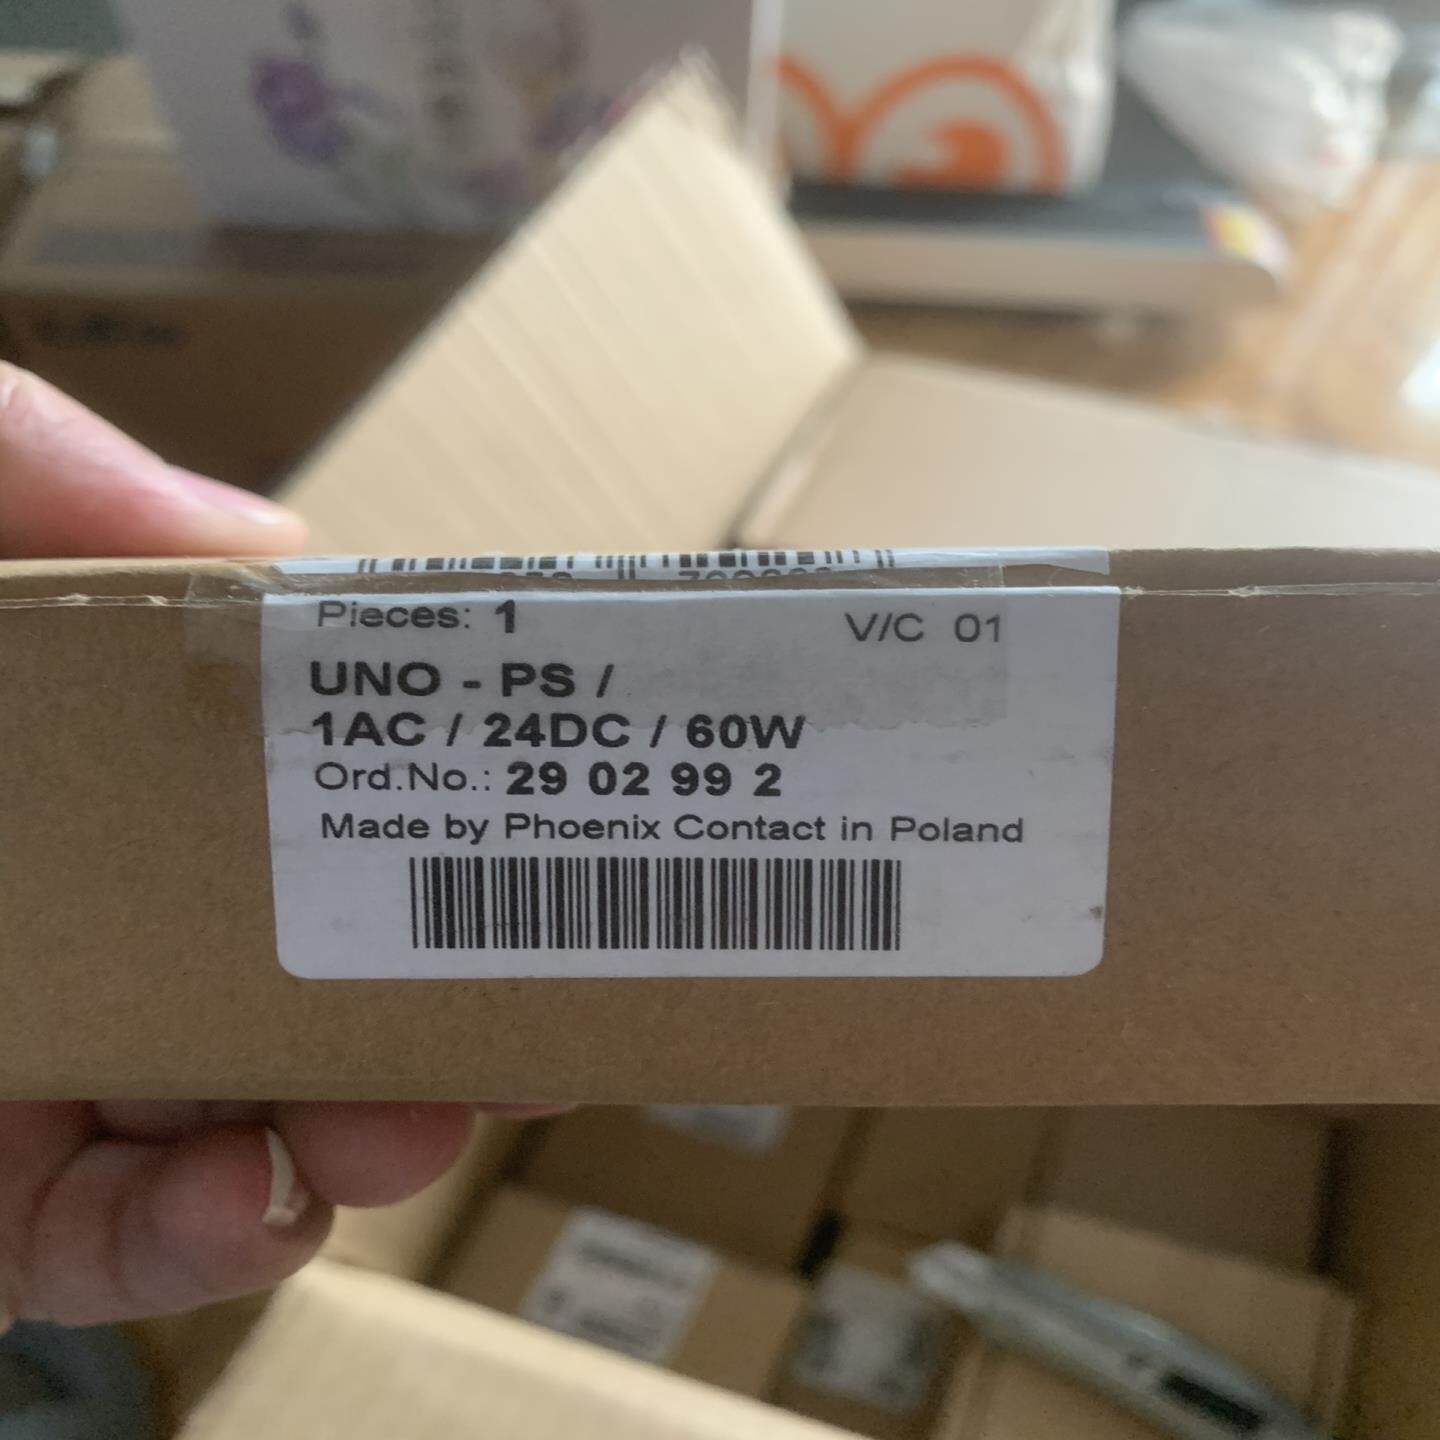 Pieces: 1
V/C 01
UNO - PS /
1AC / 24DC / 60W
Ord.No.: 29 02 99 2
Made by Phoenix Contact in Poland